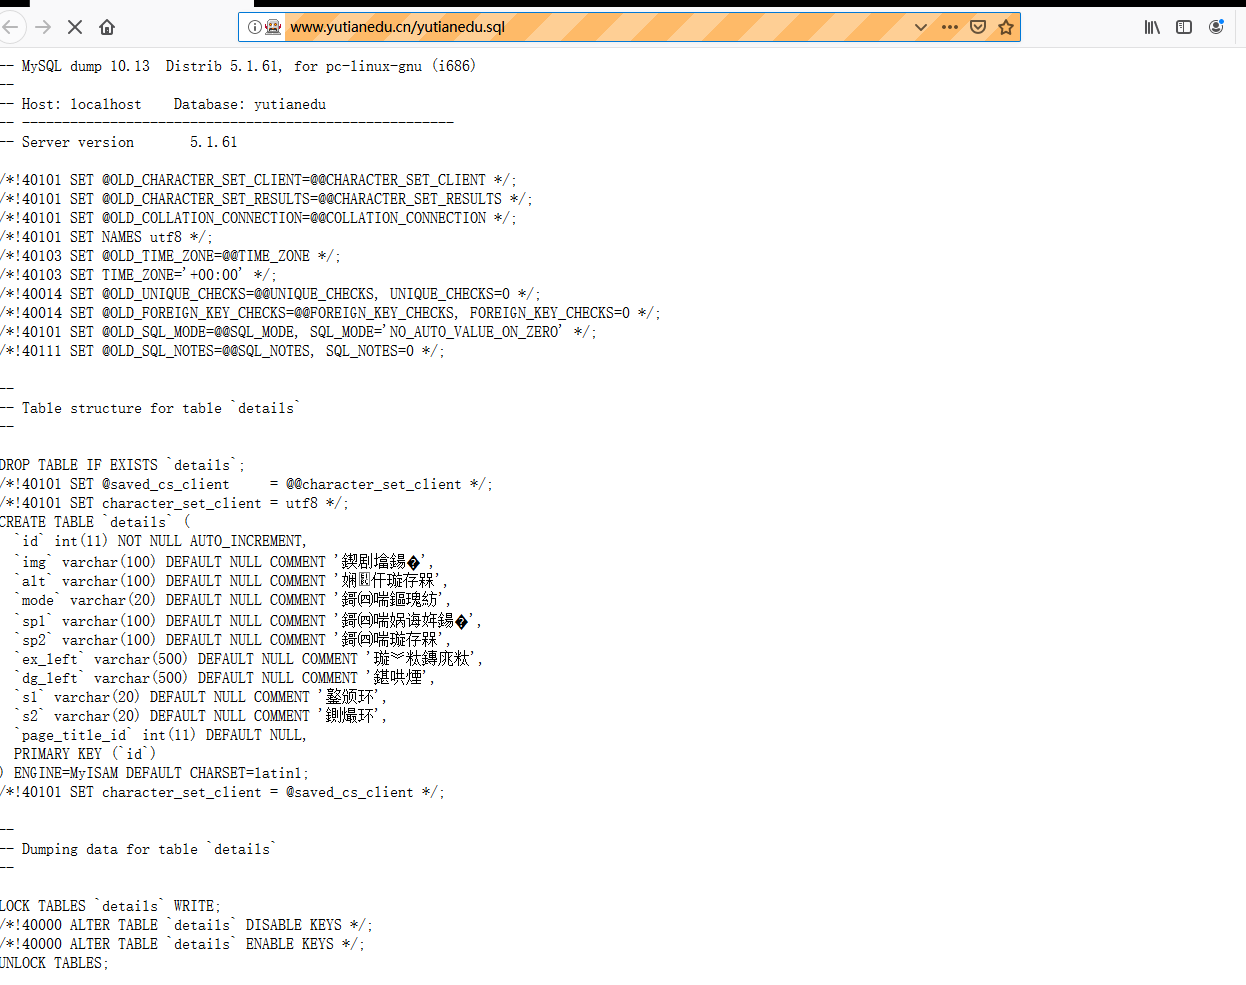 www.yutianedu.cn/yutianedu.sql
-- MySQL dump 10.13  Distrib 5.1.61, for pc-linux-gnu (i686)
--
-- Host: localhost    Database: yutianedu
-- ------------------------------------------------------
-- Server version       5.1.61
/*!40101 SET @OLD_CHARACTER_SET_CLIENT=@@CHARACTER_SET_CLIENT */;
/*!40101 SET @OLD_CHARACTER_SET_RESULTS=@@CHARACTER_SET_RESULTS */;
/*!40101 SET @OLD_COLLATION_CONNECTION=@@COLLATION_CONNECTION */;
/*!40101 SET NAMES utf8 */;
/*!40103 SET @OLD_TIME_ZONE=@@TIME_ZONE */;
/*!40103 SET TIME_ZONE='+00:00' */;
/*!40014 SET @OLD_UNIQUE_CHECKS=@@UNIQUE_CHECKS, UNIQUE_CHECKS=0 */;
/*!40014 SET @OLD_FOREIGN_KEY_CHECKS=@@FOREIGN_KEY_CHECKS, FOREIGN_KEY_CHECKS=0 */;
/*!40101 SET @OLD_SQL_MODE=@@SQL_MODE, SQL_MODE='NO_AUTO_VALUE_ON_ZERO' */;
/*!40111 SET @OLD_SQL_NOTES=@@SQL_NOTES, SQL_NOTES=0 */;
--
-- Table structure for table `details`
--
DROP TABLE IF EXISTS `details`;
/*!40101 SET @saved_cs_client     = @@character_set_client */;
/*!40101 SET character_set_client = utf8 */;
CREATE TABLE `details` (
`id` int(11) NOT NULL AUTO_INCREMENT,
`img` varchar(100) DEFAULT NULL COMMENT '鍥剧墖鍚�',
`alt` varchar(100) DEFAULT NULL COMMENT
`mode` varchar(20) DEFAULT NULL COMMENT
`sp1` varchar(100) DEFAULT NULL COMMENT
`sp2` varchar(100) DEFAULT NULL COMMENT
`ex_left` varchar(500) DEFAULT NULL COMMENT
`dg_left` varchar(500) DEFAULT NULL COMMENT
`s1` varchar(20) DEFAULT NULL COMMENT
`s2` varchar(20) DEFAULT NULL COMMENT
`page_title_id` int(11) DEFAULT NULL,
PRIMARY KEY (`id`)
) ENGINE=MyISAM DEFAULT CHARSET=latin1;
/*!40101 SET character_set_client = @saved_cs_client */;
--
-- Dumping data for table `details`
--
LOCK TABLES `details` WRITE;
/*!40000 ALTER TABLE `details` DISABLE KEYS */;
/*!40000 ALTER TABLE `details` ENABLE KEYS */;
UNLOCK TABLES;